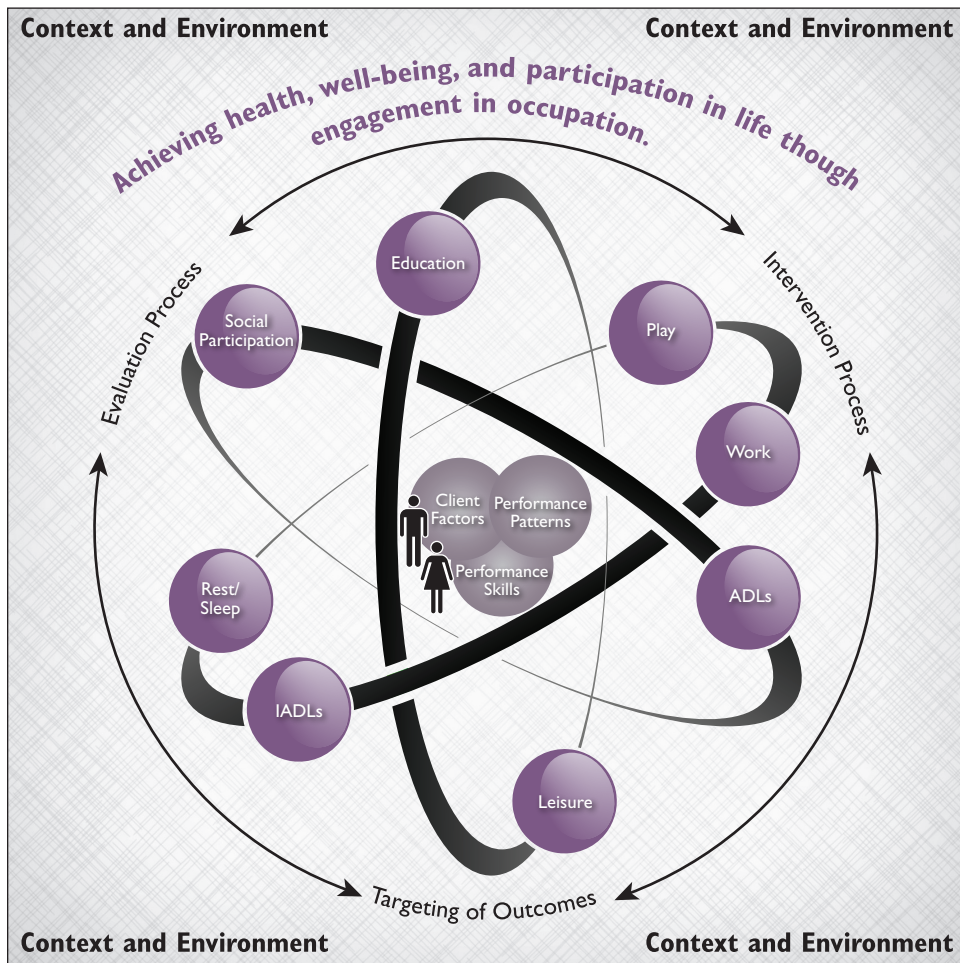 Context and Environment
Context and Environment
Achieving health, well-being, and participation in life though
engagement in occupation.
Evaluation Process
Intervention Process
Education
Social
Participation
Play
Work
Client
Factors
Performance
Patterns
Performance
Skills
Rest/
Sleep
ADLs
IADLs
Leisure
Targeting of Outcomes
Context and Environment
Context and Environment